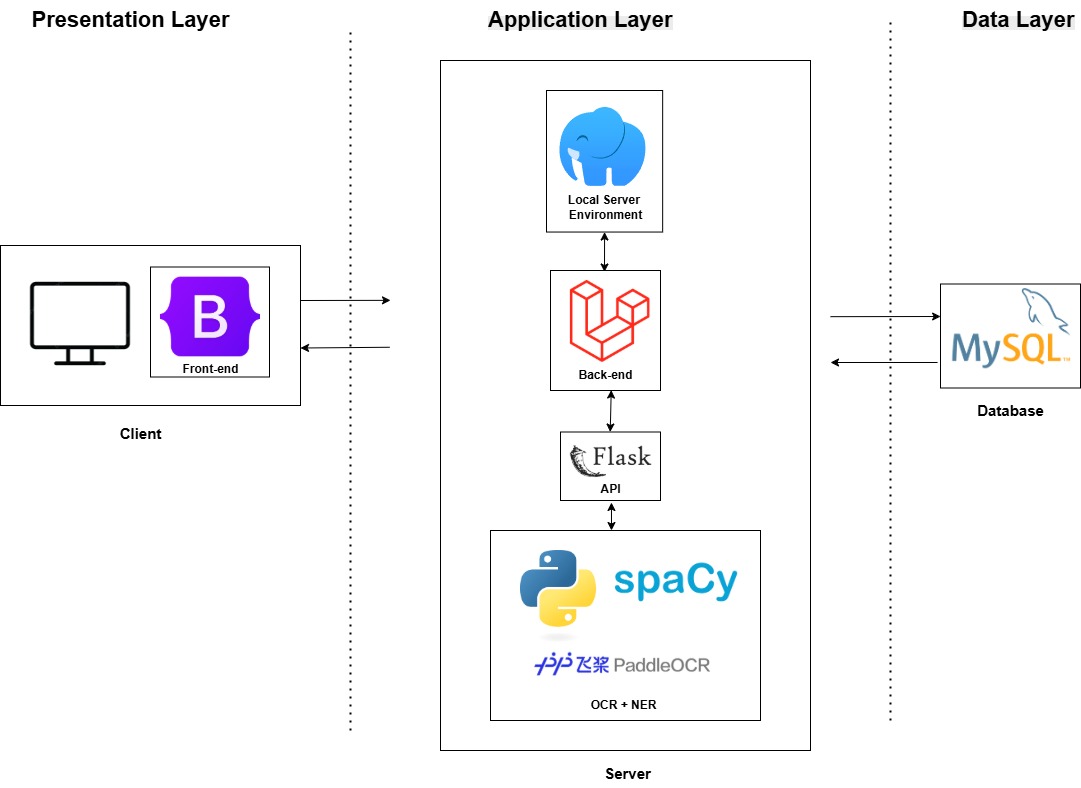 Presentation Layer
Application Layer
Data Layer
Local Server
Environment
B
Front-end
Client
Back-end
Flask
API
spaCy
飞桨 PaddleOCR
OCR + NER
Server
MySQL™
Database